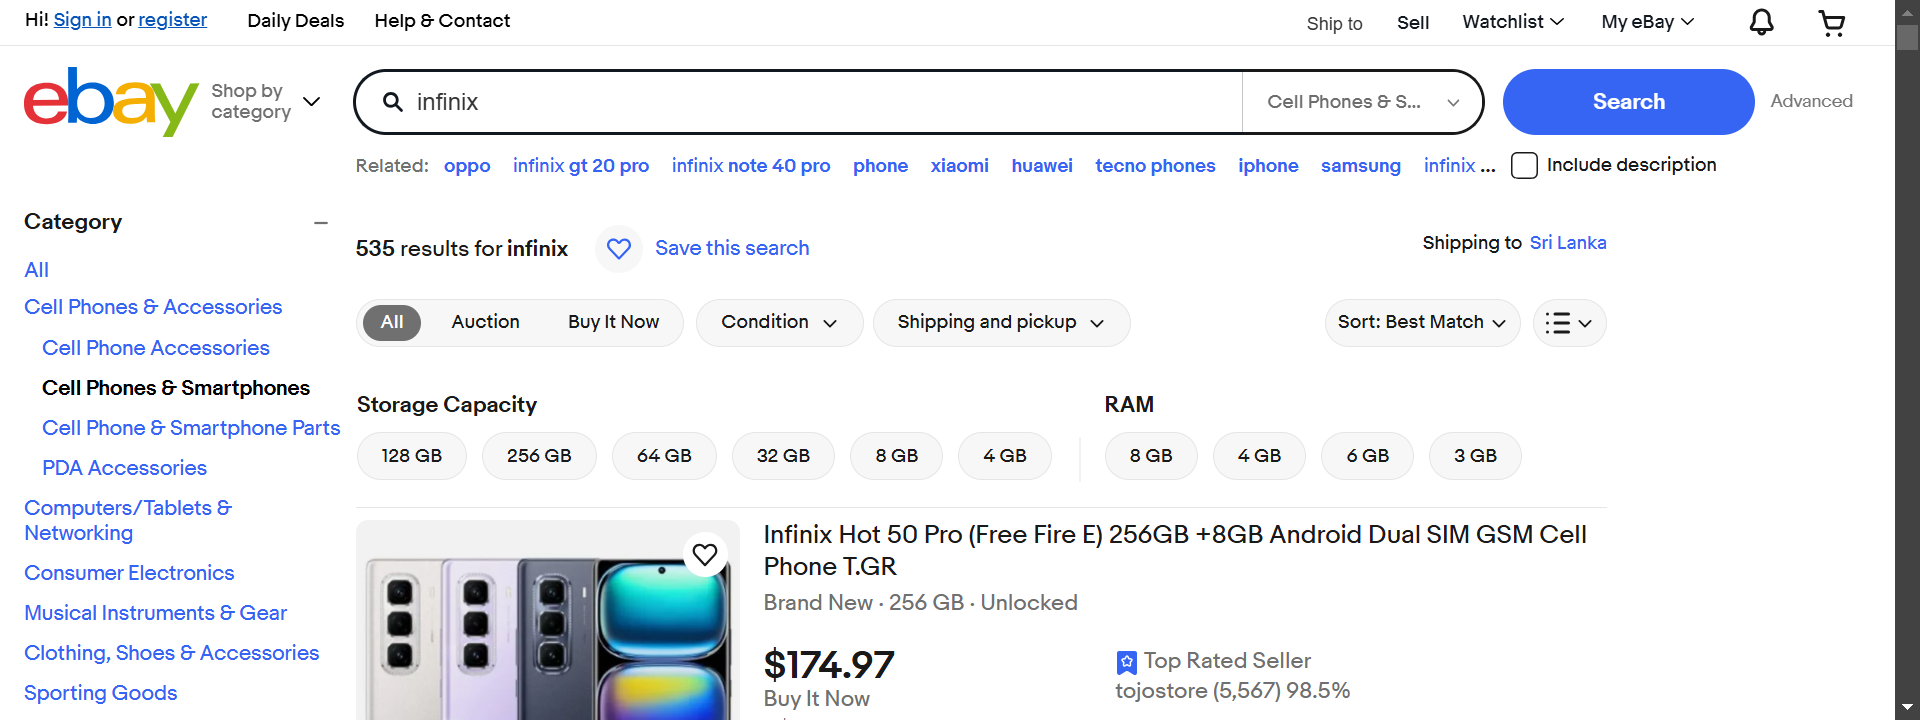 Hi! Sign in or register Daily Deals Help & Contact Ship to Sell Watchlist My eBay
ebay Shop by category infinix Cell Phones & S... Search Advanced
Related: oppo infinix gt 20 pro infinix note 40 pro phone xiaomi huawei tecno phones iphone samsung infinix ... Include description
Category
All
Cell Phones & Accessories
Cell Phone Accessories
Cell Phones & Smartphones
Cell Phone & Smartphone Parts
PDA Accessories
Computers/Tablets &
Networking
Consumer Electronics
Musical Instruments & Gear
Clothing, Shoes & Accessories
Sporting Goods
535 results for infinix Save this search Shipping to Sri Lanka
All Auction Buy It Now Condition Shipping and pickup Sort: Best Match
Storage Capacity RAM
128 GB 256 GB 64 GB 32 GB 8 GB 4 GB 8 GB 4 GB 6 GB 3 GB
Infinix Hot 50 Pro (Free Fire E) 256GB +8GB Android Dual SIM GSM Cell
Phone T.GR
Brand New · 256 GB · Unlocked
$174.97 Top Rated Seller
Buy It Now tojostore (5,567) 98.5%